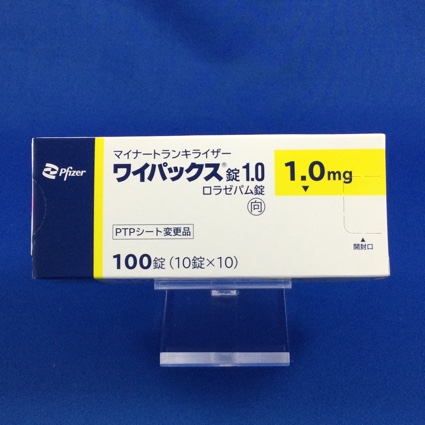 Pfizer
マイナートランキライザー
ワイパックス®錠1.0
ロラゼパム錠
向
1.0mg
PTPシート変更品
100錠(10錠×10)
開封口